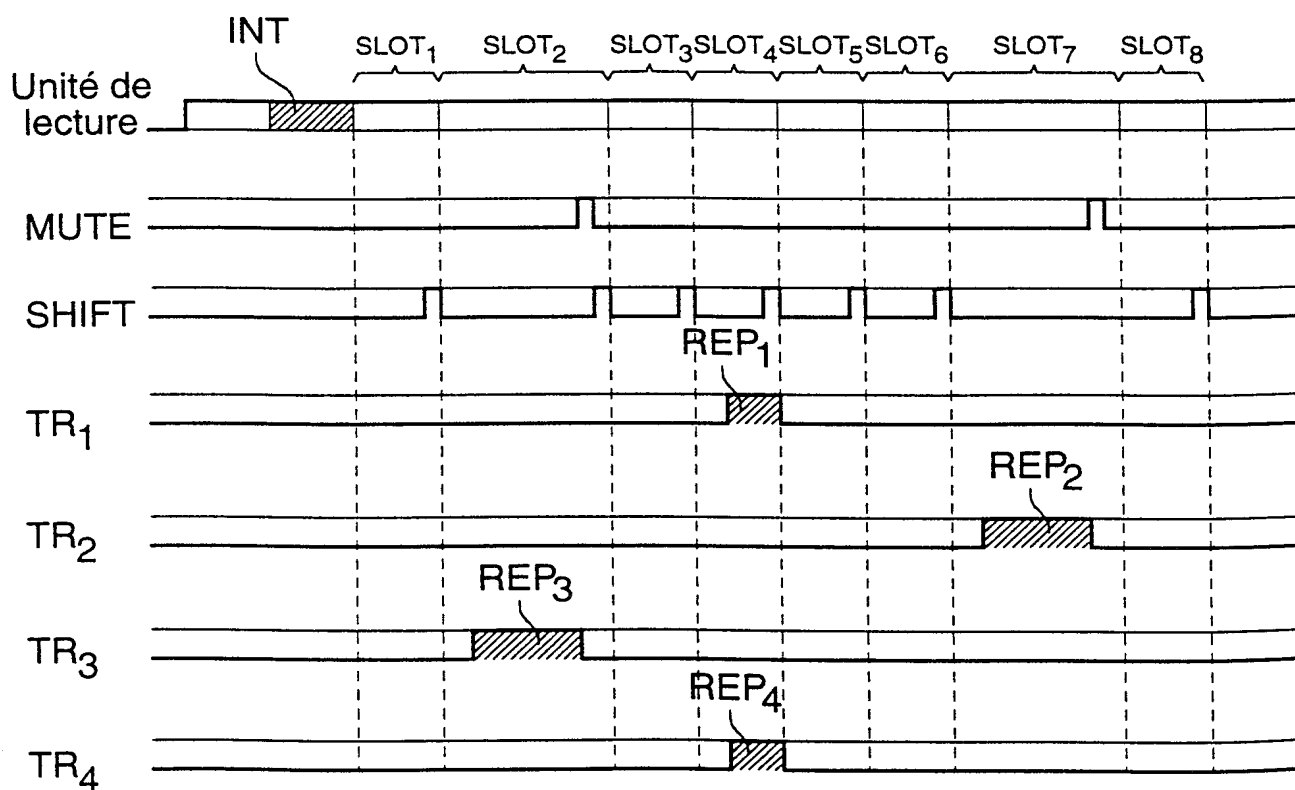 INT
SLOT₁ SLOT₂ SLOT₃ SLOT₄ SLOT₅ SLOT₆ SLOT₇ SLOT₈
Unité de
lecture
MUTE
SHIFT
REP₁
TR₁
REP₂
TR₂
REP₃
TR₃
REP₄
TR₄